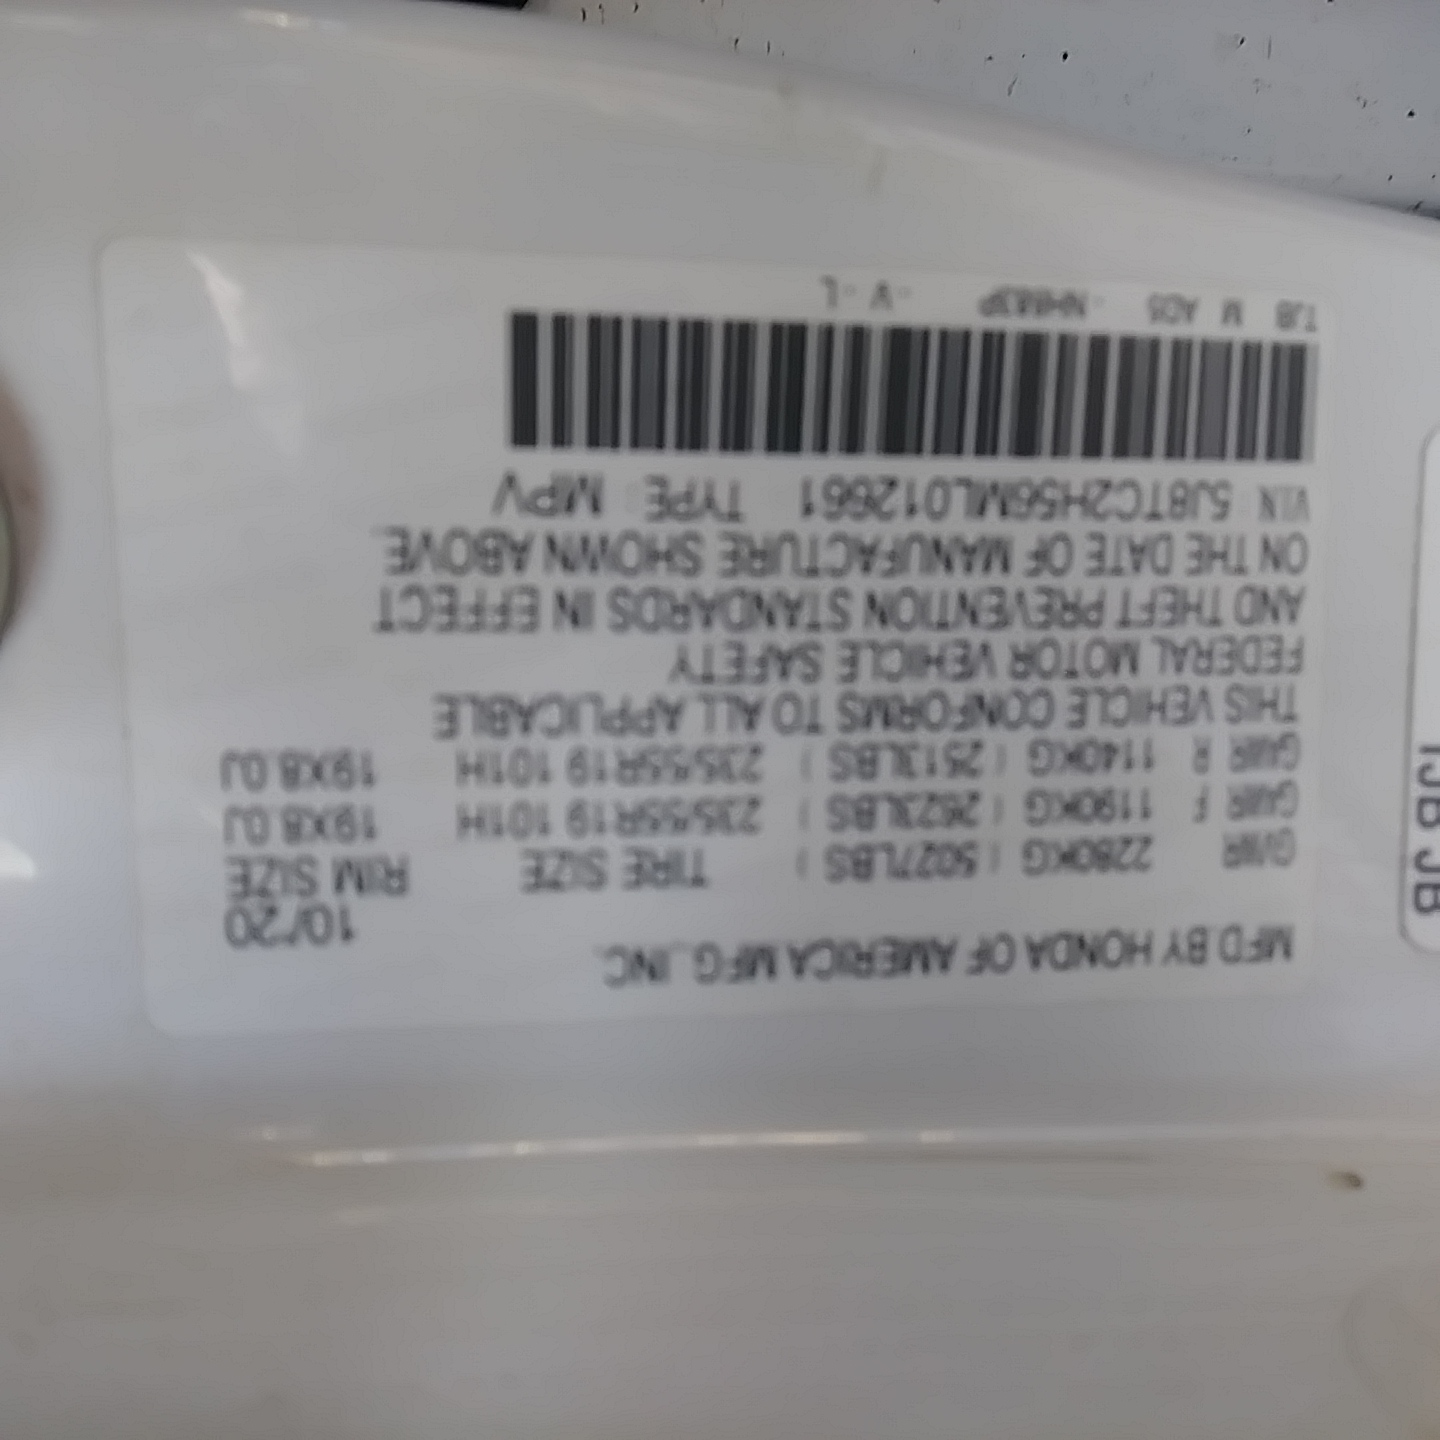 MFD.BY HONDA OF AMERICA MFG.,INC.
10/20
GVWR 2280KG ( 5027LBS ) TIRE SIZE RIM SIZE
GAWR F 1190KG ( 2623LBS ) 235/55R19 101H 19X8.0J
GAWR R 1140KG ( 2513LBS ) 235/55R19 101H 19X8.0J
THIS VEHICLE CONFORMS TO ALL APPLICABLE
FEDERAL MOTOR VEHICLE SAFETY
AND THEFT PREVENTION STANDARDS IN EFFECT
ON THE DATE OF MANUFACTURE SHOWN ABOVE.
VIN: 5J8TC2H56ML012661 TYPE: MPV
TJB M A05 - NH883P - V - L
TJB JB